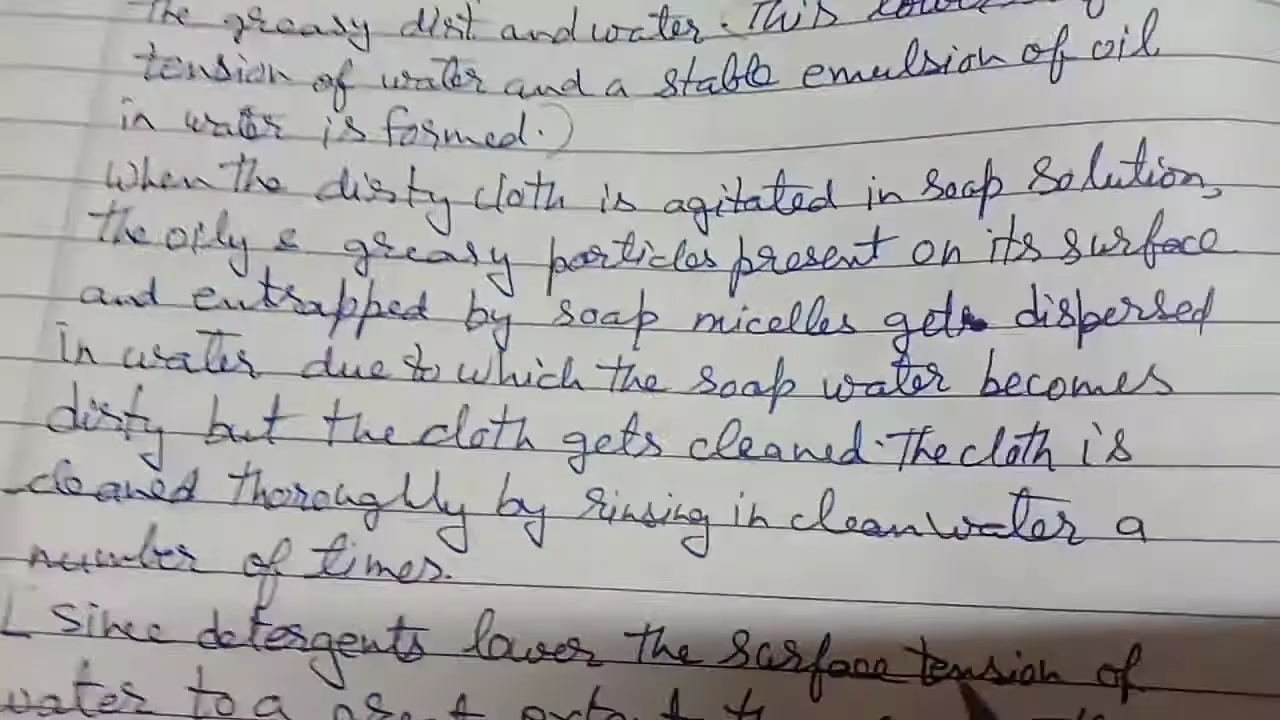 The greasy dirt and water. This
tension of water and a stable emulsion of oil
in water is formed.)
When the dirty cloth is agitated in soap solution,
the oily & greasy particles present on its surface
and entrapped by soap micelles get dispersed
in water due to which the soap water becomes
dirty but the cloth gets cleaned. The cloth is
cleaned thoroughly by rinsing in clean water a
number of times.
[ Since detergents lower the surface tension of
water to a